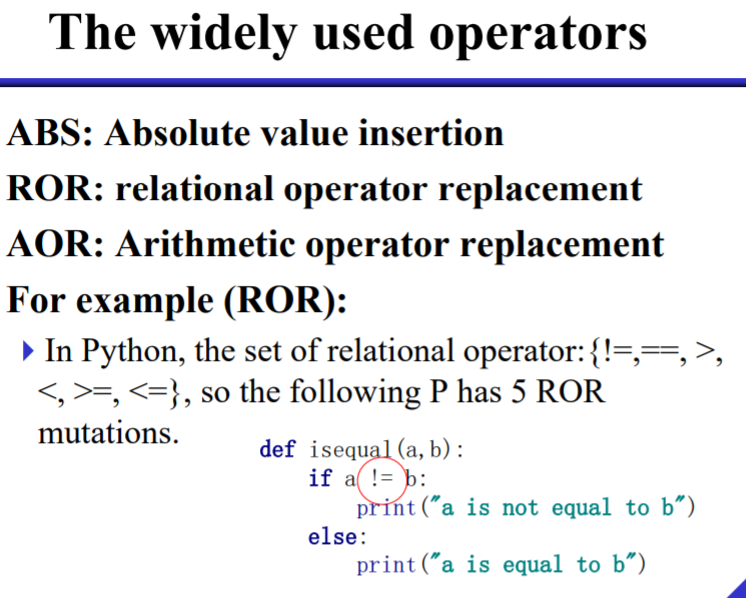 The widely used operators
ABS: Absolute value insertion
ROR: relational operator replacement
AOR: Arithmetic operator replacement
For example (ROR):
In Python, the set of relational operator:{!=,==, >,
<, >=, <=}, so the following P has 5 ROR
mutations.
def isequal(a,b):
    if a != b:
        print("a is not equal to b")
    else:
        print("a is equal to b")